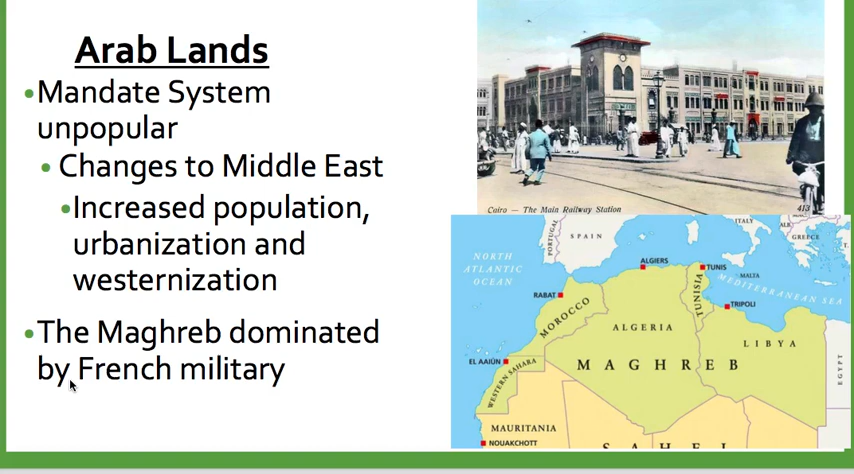 Arab Lands
•Mandate System
unpopular
• Changes to Middle East
•Increased population,
urbanization and
westernization
•The Maghreb dominated
by French military
Cairo — The Main Railway Station
413
PORTUGAL
SPAIN
ITALY
ALB.
GREECE
T.
NORTH
ATLANTIC
OCEAN
ALGIERS
TUNIS
MALTA
MEDITERRANEAN SEA
RABAT
TUNISIA
TRIPOLI
MOROCCO
ALGERIA
LIBYA
EL AAIÚN
WESTERN SAHARA
MAGHREB
EGYPT
MAURITANIA
NOUAKCHOTT
SAHEL